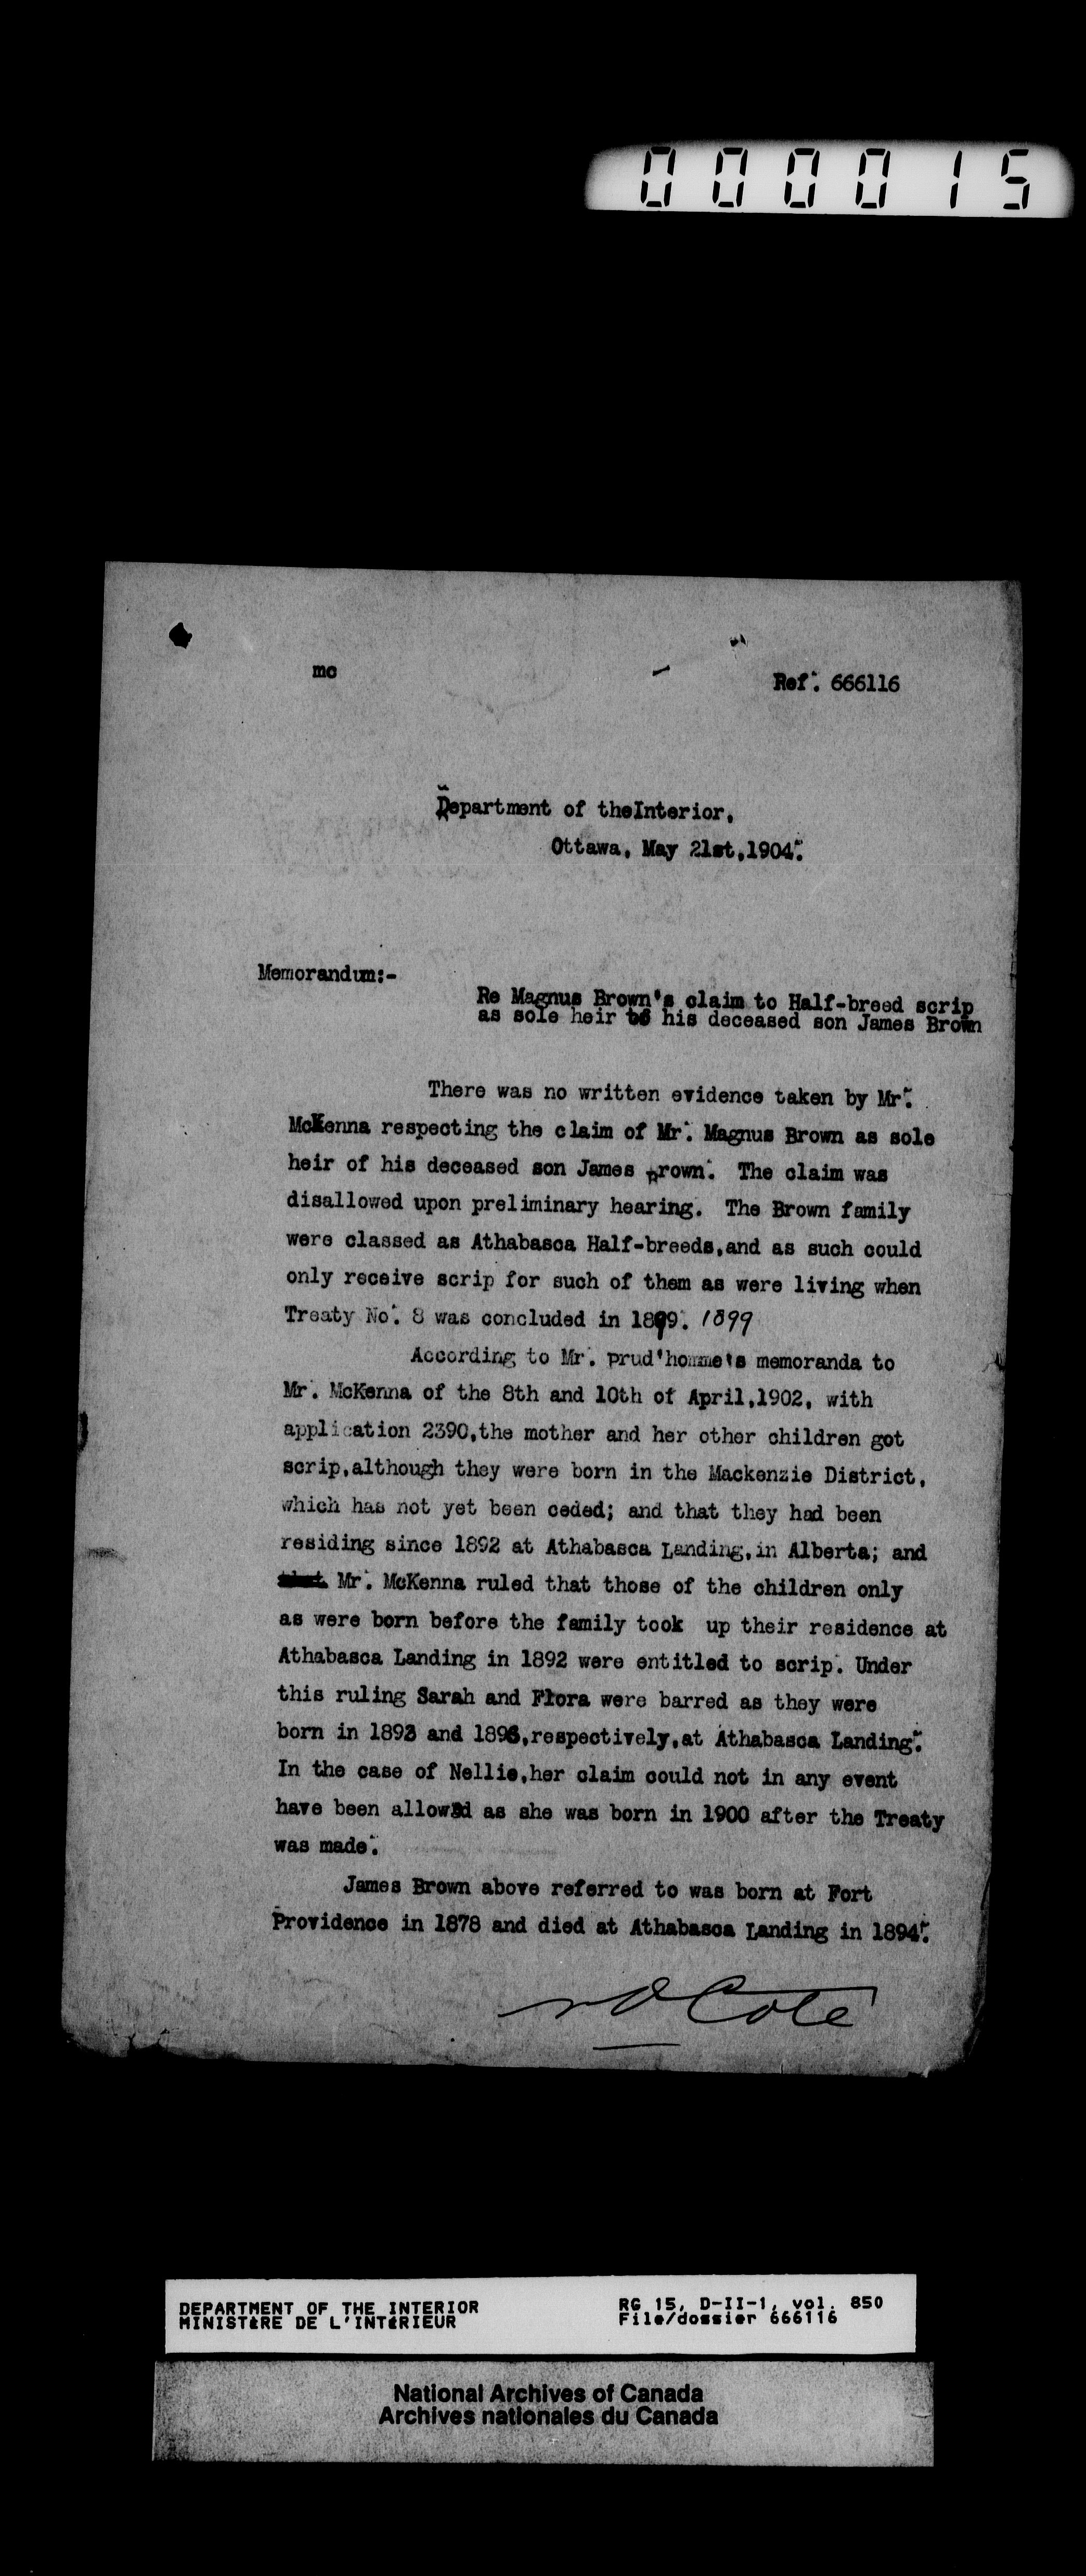 000015
mc
Ref. 666116
Department of theInterior,
Ottawa, May 21st,1904.
Memorandum:-
Re Magnus Brown's claim to Half-breed scrip
as sole heir of his deceased son James Brown
There was no written evidence taken by Mr.
McKenna respecting the claim of Mr. Magnus Brown as sole
heir of his deceased son James Brown. The claim was
disallowed upon preliminary hearing. The Brown family
were classed as Athabasca Half-breeds,and as such could
only receive scrip for such of them as were living when
Treaty No. 8 was concluded in 1899. 1899
According to Mr. Prud'homme's memoranda to
Mr. McKenna of the 8th and 10th of April,1902, with
application 2390,the mother and her other children got
scrip,although they were born in the Mackenzie District,
which has not yet been ceded; and that they had been
residing since 1892 at Athabasca Landing,in Alberta; and
that Mr. McKenna ruled that those of the children only
as were born before the family took up their residence at
Athabasca Landing in 1892 were entitled to scrip. Under
this ruling Sarah and Flora were barred as they were
born in 1893 and 1896,respectively,at Athabasca Landing.
In the case of Nellie,her claim could not in any event
have been allowed as she was born in 1900 after the Treaty
was made.
James Brown above referred to was born at Fort
Providence in 1878 and died at Athabasca Landing in 1894.
N O Cote
DEPARTMENT OF THE INTERIOR
MINISTÈRE DE L'INTÉRIEUR
RG 15, D-II-1, vol. 850
File/dossier 666116
National Archives of Canada
Archives nationales du Canada